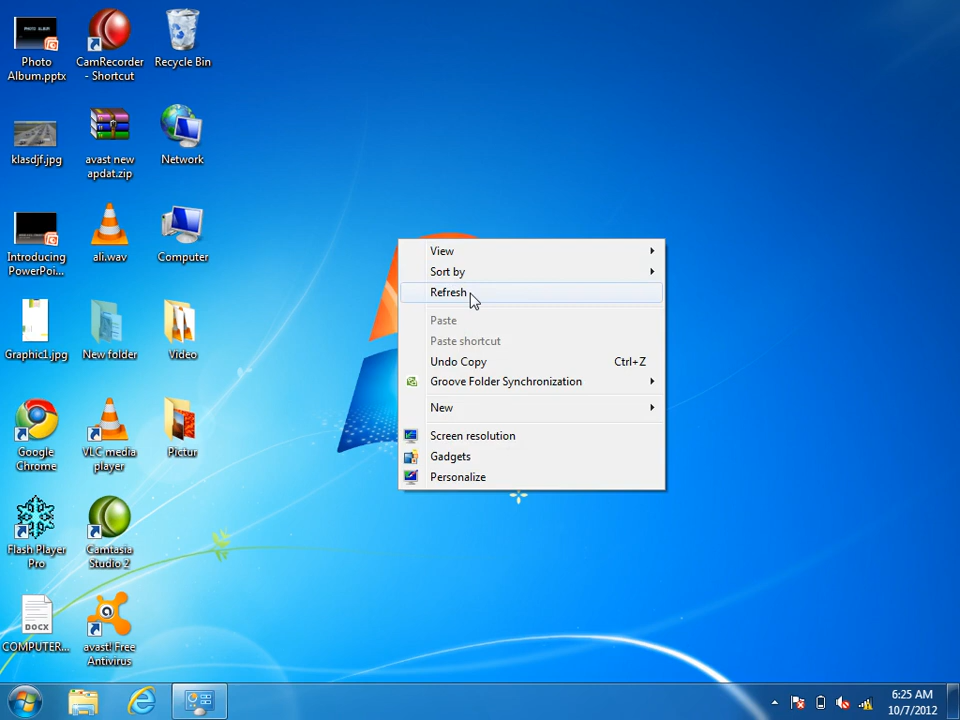 Photo
Album.pptx
CamRecorder
- Shortcut
Recycle Bin
klasdjf.jpg
avast new
apdat.zip
Network
Introducing
PowerPoi...
ali.wav
Computer
Graphic1.jpg
New folder
Video
Google
Chrome
VLC media
player
Pictur
Flash Player
Pro
Camtasia
Studio 2
DOCX
COMPUTER...
avast! Free
Antivirus
View
Sort by
Refresh
Paste
Paste shortcut
Undo Copy Ctrl+Z
Groove Folder Synchronization
New
Screen resolution
Gadgets
Personalize
6:25 AM
10/7/2012